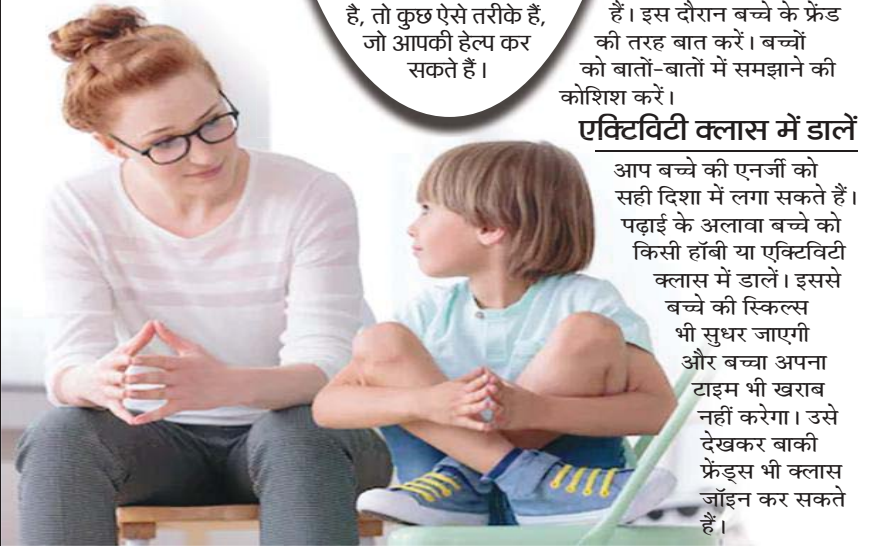 है, तो कुछ ऐसे तरीके हैं,
जो आपकी हेल्प कर
सकते हैं।
हैं। इस दौरान बच्चे के फ्रेंड
की तरह बात करें। बच्चों
को बातों-बातों में समझाने की
कोशिश करें।
एक्टिविटी क्लास में डालें
आप बच्चे की एनर्जी को
सही दिशा में लगा सकते हैं।
पढ़ाई के अलावा बच्चे को
किसी हॉबी या एक्टिविटी
क्लास में डालें। इससे
बच्चे की स्किल्स
भी सुधर जाएगी
और बच्चा अपना
टाइम भी खराब
नहीं करेगा। उसे
देखकर बाकी
फ्रेंड्स भी क्लास
जॉइन कर सकते
हैं।